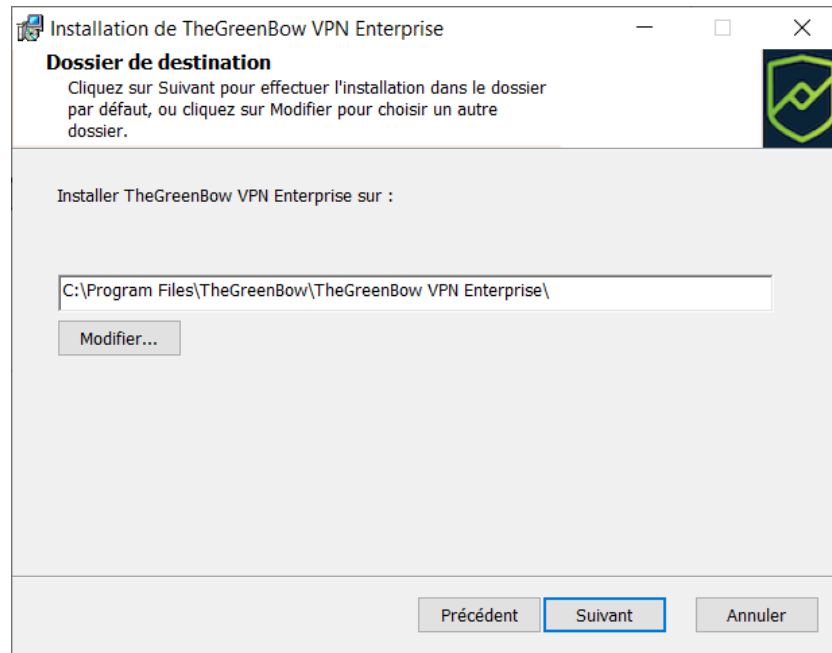 Installation de TheGreenBow VPN Enterprise
Dossier de destination
Cliquez sur Suivant pour effectuer l'installation dans le dossier
par défaut, ou cliquez sur Modifier pour choisir un autre
dossier.
Installer TheGreenBow VPN Enterprise sur :
C:\Program Files\TheGreenBow\TheGreenBow VPN Enterprise\
Modifier...
Précédent Suivant Annuler